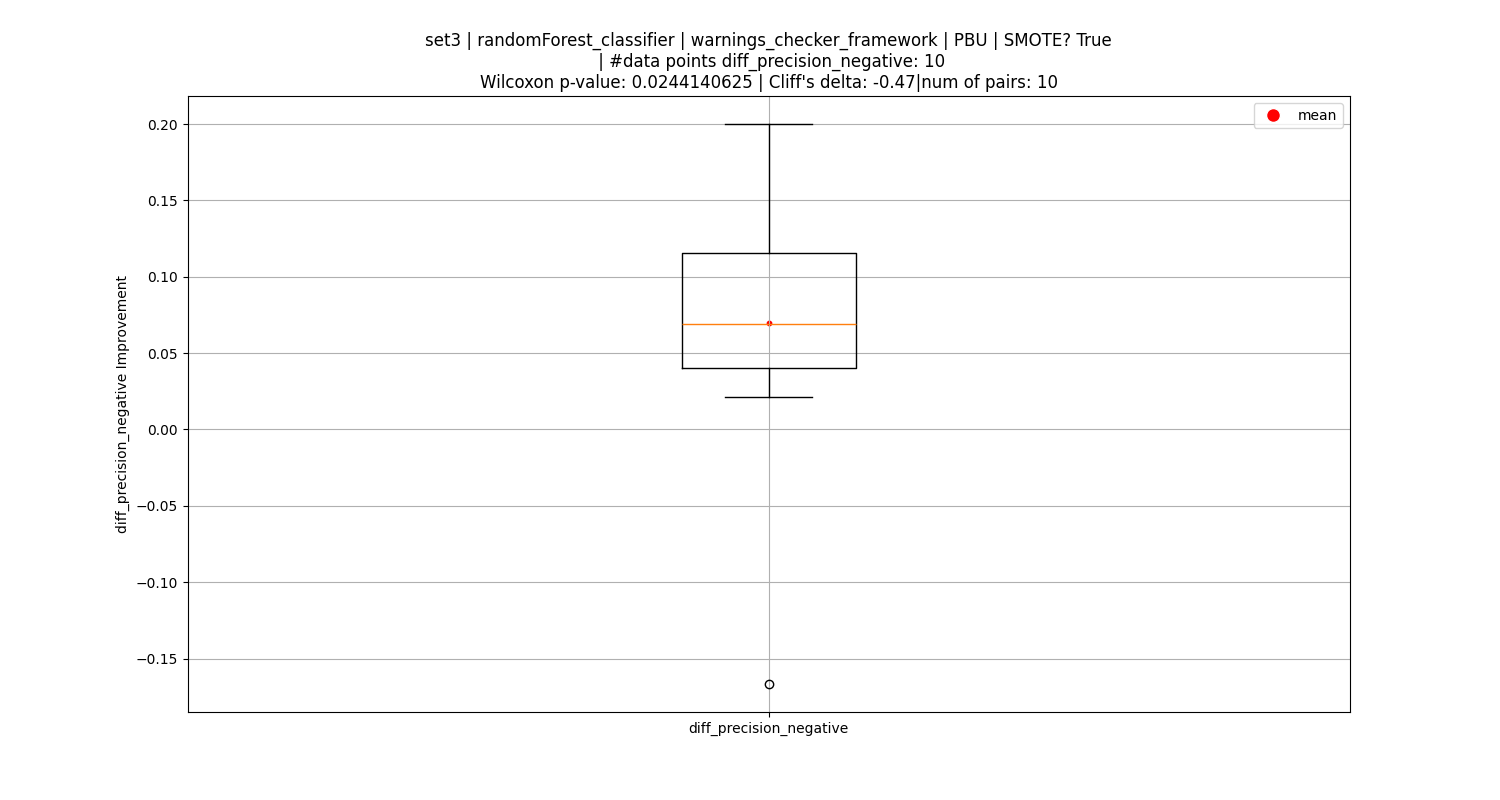 set3 | randomForest_classifier | warnings_checker_framework | PBU | SMOTE? True
| #data points diff_precision_negative: 10
Wilcoxon p-value: 0.0244140625 | Cliff's delta: -0.47|num of pairs: 10
mean
0.20
0.15
0.10
0.05
0.00
−0.05
−0.10
−0.15
diff_precision_negative Improvement
diff_precision_negative